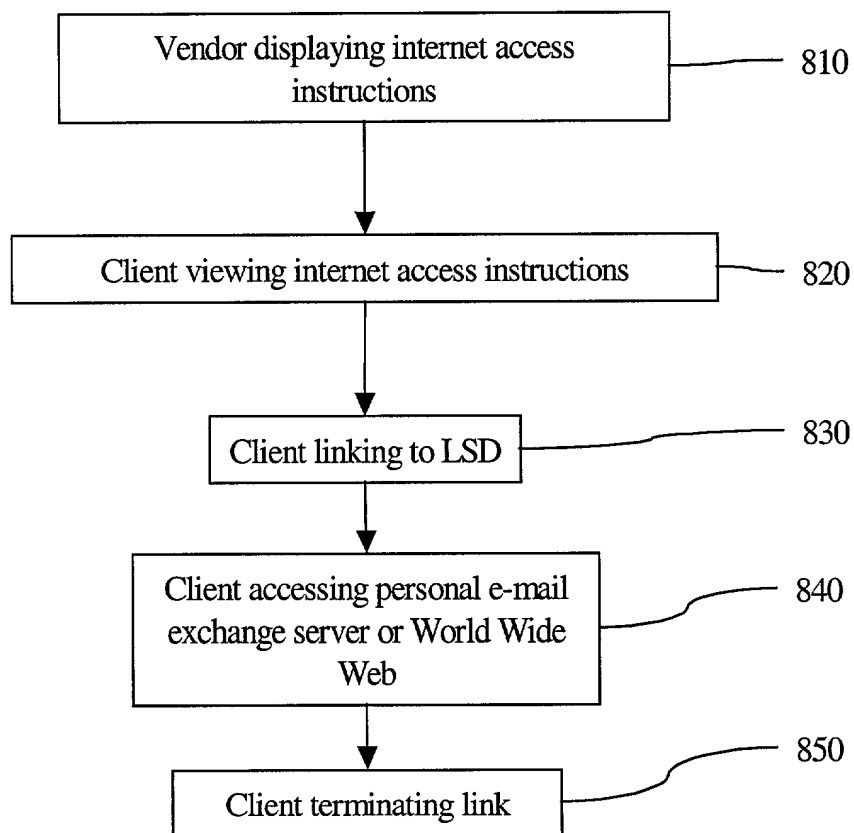 Vendor displaying internet access
instructions
810
Client viewing internet access instructions
820
Client linking to LSD
830
Client accessing personal e-mail
exchange server or World Wide
Web
840
Client terminating link
850